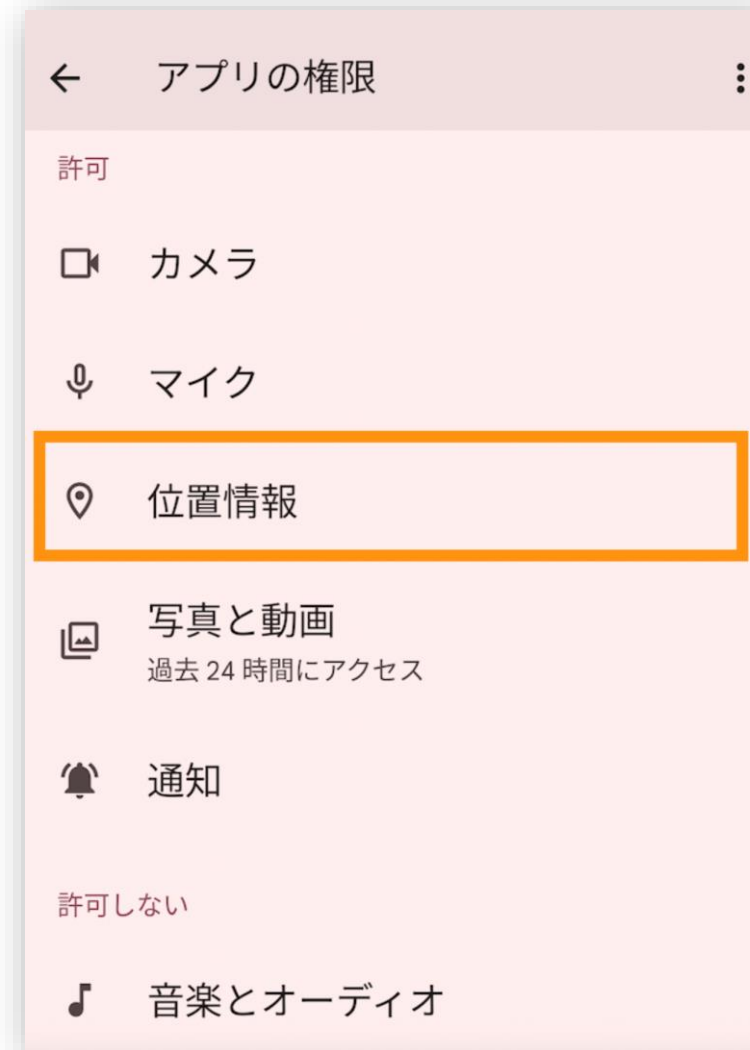 アプリの権限
許可
カメラ
マイク
位置情報
写真と動画
過去 24 時間にアクセス
通知
許可しない
音楽とオーディオ